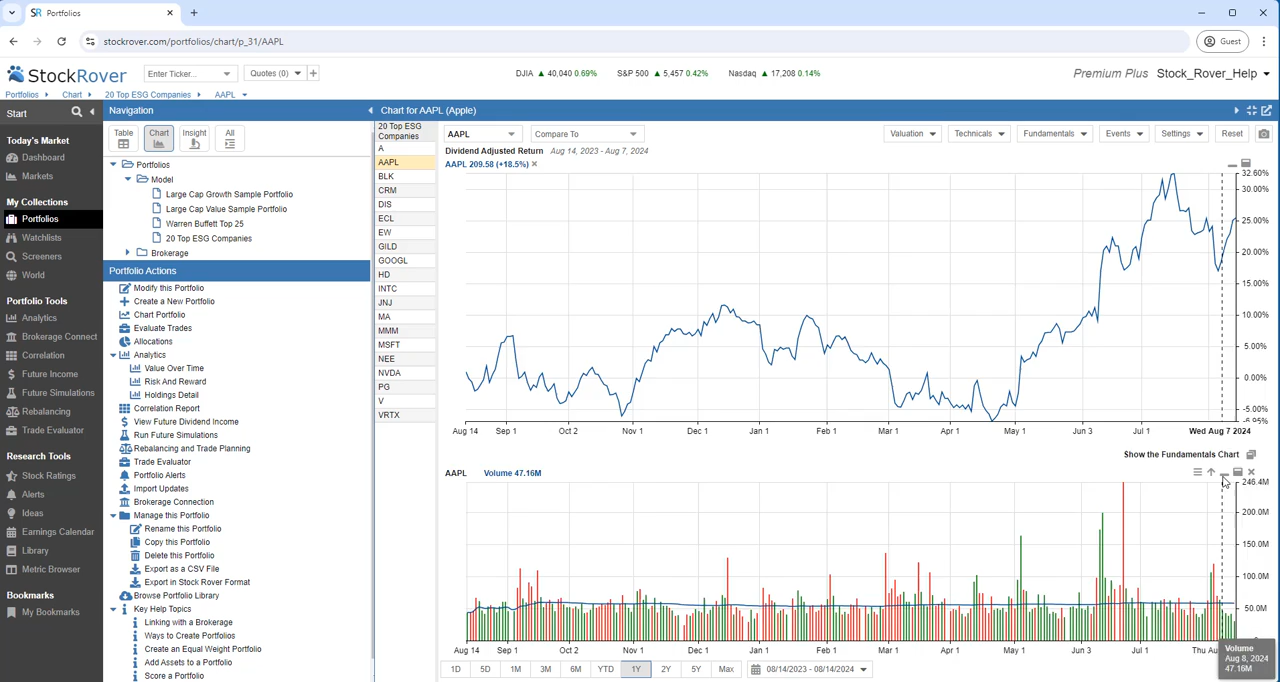 Portfolios
stockrover.com/portfolios/chart/p_31/AAPL
Guest
StockRover
Enter Ticker...
Quotes (0)
DJIA ▲ 40,040 0.69% S&P 500 ▲ 5,457 0.42% Nasdaq ▲ 17,208 0.14%
Premium Plus Stock_Rover_Help
Portfolios Chart 20 Top ESG Companies AAPL
Start
Today's Market
Dashboard
Markets
My Collections
Portfolios
Watchlists
Screeners
World
Portfolio Tools
Analytics
Brokerage Connect
Correlation
Future Income
Future Simulations
Rebalancing
Trade Evaluator
Research Tools
Stock Ratings
Alerts
Ideas
Earnings Calendar
Library
Metric Browser
Bookmarks
My Bookmarks
Navigation
Table Chart Insight All
Portfolios
Model
Large Cap Growth Sample Portfolio
Large Cap Value Sample Portfolio
Warren Buffett Top 25
20 Top ESG Companies
Brokerage
Portfolio Actions
Modify this Portfolio
Create a New Portfolio
Chart Portfolio
Evaluate Trades
Allocations
Analytics
Value Over Time
Risk And Reward
Holdings Detail
Correlation Report
View Future Dividend Income
Run Future Simulations
Rebalancing and Trade Planning
Trade Evaluator
Portfolio Alerts
Import Updates
Brokerage Connection
Manage this Portfolio
Rename this Portfolio
Copy this Portfolio
Delete this Portfolio
Export as a CSV File
Export in Stock Rover Format
Browse Portfolio Library
Key Help Topics
Linking with a Brokerage
Ways to Create Portfolios
Create an Equal Weight Portfolio
Add Assets to a Portfolio
Score a Portfolio
Chart for AAPL (Apple)
20 Top ESG
Companies
A
AAPL
BLK
CRM
DIS
ECL
EW
GILD
GOOGL
HD
INTC
JNJ
MA
MMM
MSFT
NEE
NVDA
PG
V
VRTX
AAPL Compare To Valuation Technicals Fundamentals Events Settings Reset
Dividend Adjusted Return Aug 14, 2023 - Aug 7, 2024
AAPL 209.58 (+18.5%)
32.60%
25.00%
20.00%
15.00%
10.00%
5.00%
0.00%
-5.00%
-6.95%
Aug 14 Sep 1 Oct 2 Nov 1 Dec 1 Jan 1 Feb 1 Mar 1 Apr 1 May 1 Jun 3 Jul 1 Wed Aug 7 2024
Show the Fundamentals Chart
AAPL Volume 47.16M
246.4M
200.0M
150.0M
100.0M
50.0M
Aug 14 Sep 1 Oct 2 Nov 1 Dec 1 Jan 1 Feb 1 Mar 1 Apr 1 May 1 Jun 3 Jul 1 Thu Au
Volume
Aug 8, 2024
47.16M
1D 5D 1M 3M 6M YTD 1Y 2Y 5Y Max 08/14/2023 - 08/14/2024